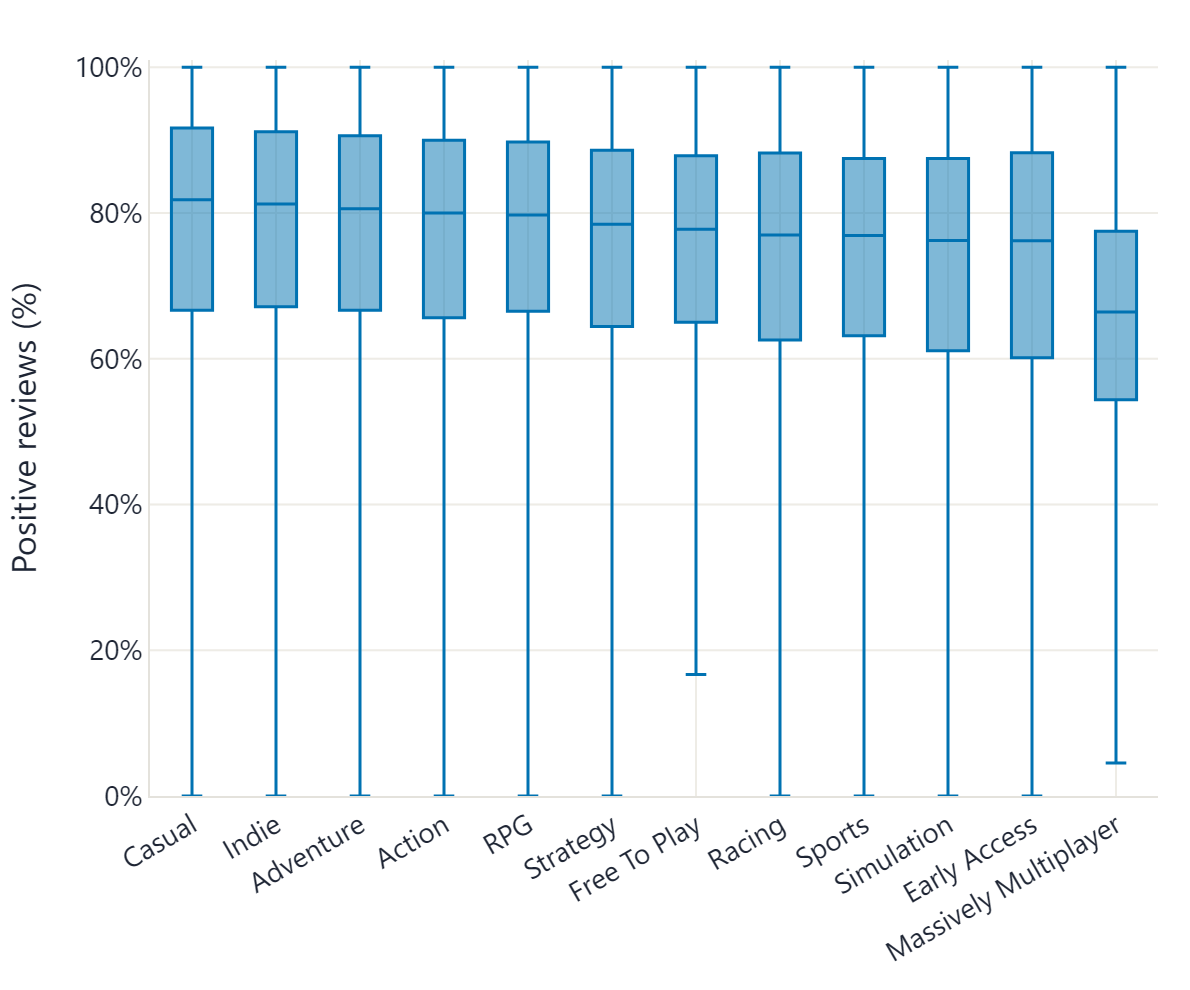 Positive reviews (%)
100%
80%
60%
40%
20%
0%
Casual
Indie
Adventure
Action
RPG
Strategy
Free To Play
Racing
Sports
Simulation
Early Access
Massively Multiplayer